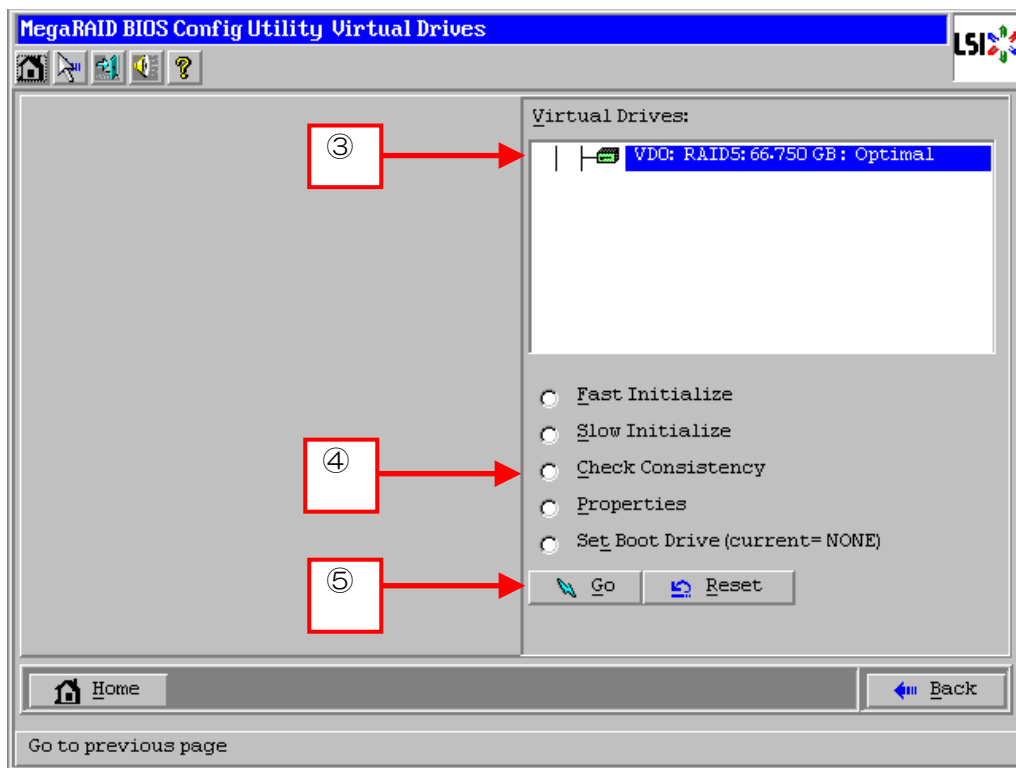 MegaRAID BIOS Config Utility Virtual Drives
LSI
Virtual Drives:
③
VD0: RAID5: 66.750 GB: Optimal
Fast Initialize
Slow Initialize
④
Check Consistency
Properties
Set Boot Drive (current= NONE)
⑤
Go
Reset
Home
Back
Go to previous page